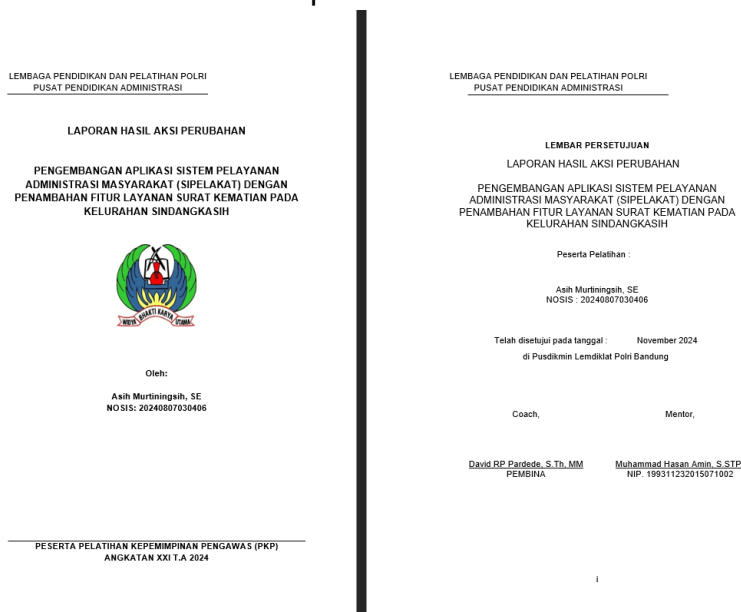 LEMBAGA PENDIDIKAN DAN PELATIHAN POLRI
PUSAT PENDIDIKAN ADMINISTRASI
LAPORAN HASIL AKSI PERUBAHAN
PENGEMBANGAN APLIKASI SISTEM PELAYANAN
ADMINISTRASI MASYARAKAT (SIPELAKAT) DENGAN
PENAMBAHAN FITUR LAYANAN SURAT KEMATIAN PADA
KELURAHAN SINDANGKASIH
WIDYA BHAKTI KARYA UTAMA
Oleh:
Asih Murtiningsih, SE
NOSIS: 20240807030406
PESERTA PELATIHAN KEPEMIMPINAN PENGAWAS (PKP)
ANGKATAN XXI T.A 2024
LEMBAGA PENDIDIKAN DAN PELATIHAN POLRI
PUSAT PENDIDIKAN ADMINISTRASI
LEMBAR PERSETUJUAN
LAPORAN HASIL AKSI PERUBAHAN
PENGEMBANGAN APLIKASI SISTEM PELAYANAN
ADMINISTRASI MASYARAKAT (SIPELAKAT) DENGAN
PENAMBAHAN FITUR LAYANAN SURAT KEMATIAN PADA
KELURAHAN SINDANGKASIH
Peserta Pelatihan :
Asih Murtiningsih, SE
NOSIS : 20240807030406
Telah disetujui pada tanggal : November 2024
di Pusdikmin Lemdiklat Polri Bandung
Coach, Mentor,
David RP Pardede, S.Th, MM Muhammad Hasan Amin, S.STP
PEMBINA NIP. 199311232015071002
i